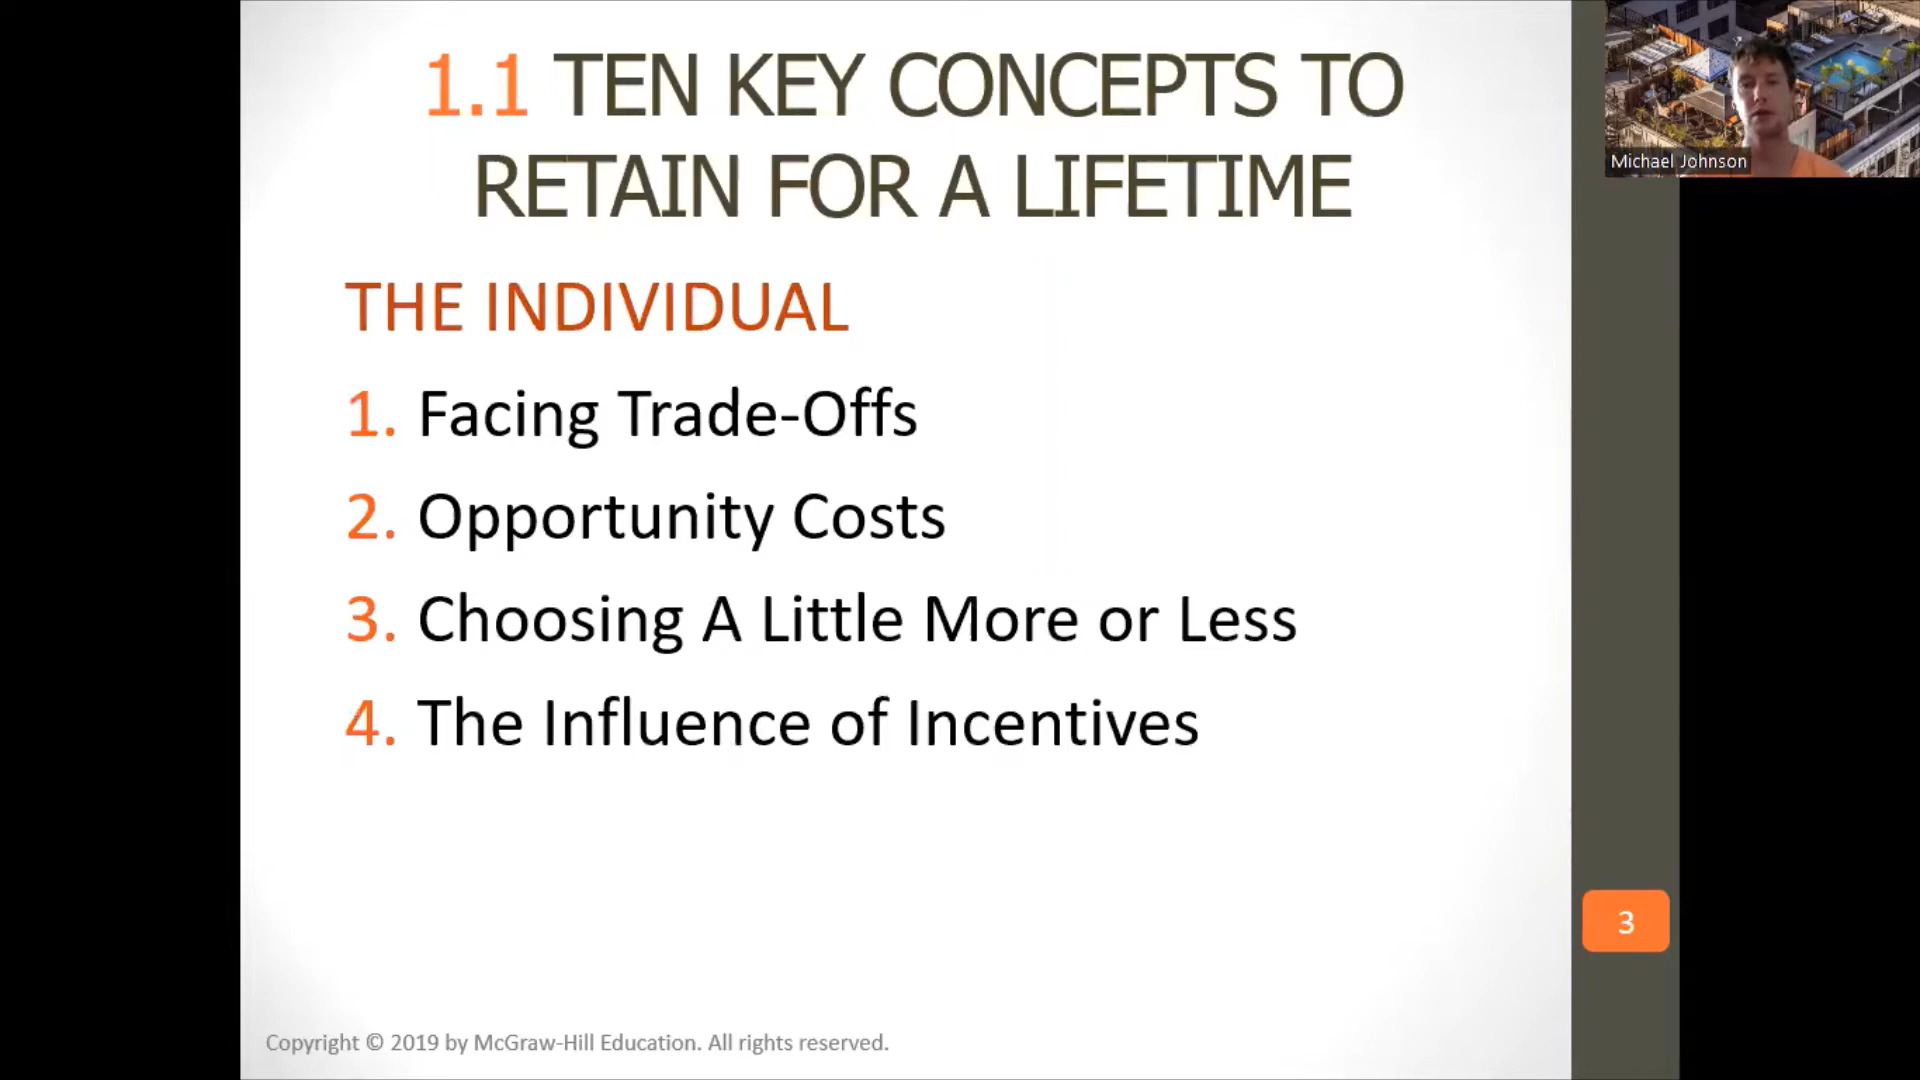 1.1 TEN KEY CONCEPTS TO
RETAIN FOR A LIFETIME
Michael Johnson
THE INDIVIDUAL
1. Facing Trade-Offs
2. Opportunity Costs
3. Choosing A Little More or Less
4. The Influence of Incentives
3
Copyright © 2019 by McGraw-Hill Education. All rights reserved.